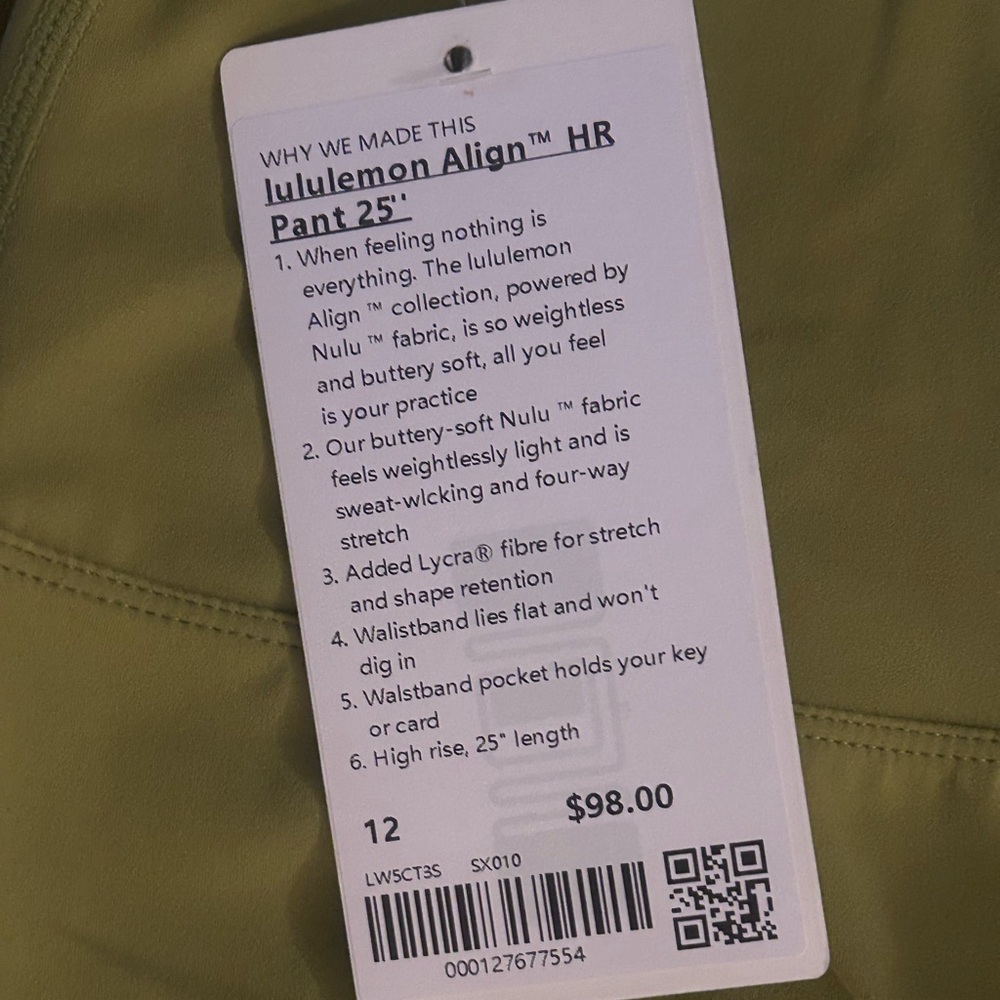 WHY WE MADE THIS
lululemon Align™ HR
Pant 25''
1. When feeling nothing is
everything. The lululemon
Align ™ collection, powered by
Nulu ™ fabric, is so weightless
and buttery soft, all you feel
is your practice
2. Our buttery-soft Nulu ™ fabric
feels weightlessly light and is
sweat-wlcking and four-way
stretch
3. Added Lycra® fibre for stretch
and shape retention
4. Walistband lies flat and won't
dig in
5. Walstband pocket holds your key
or card
6. High rise, 25" length
12 $98.00
LW5CT3S SX010
000127677554